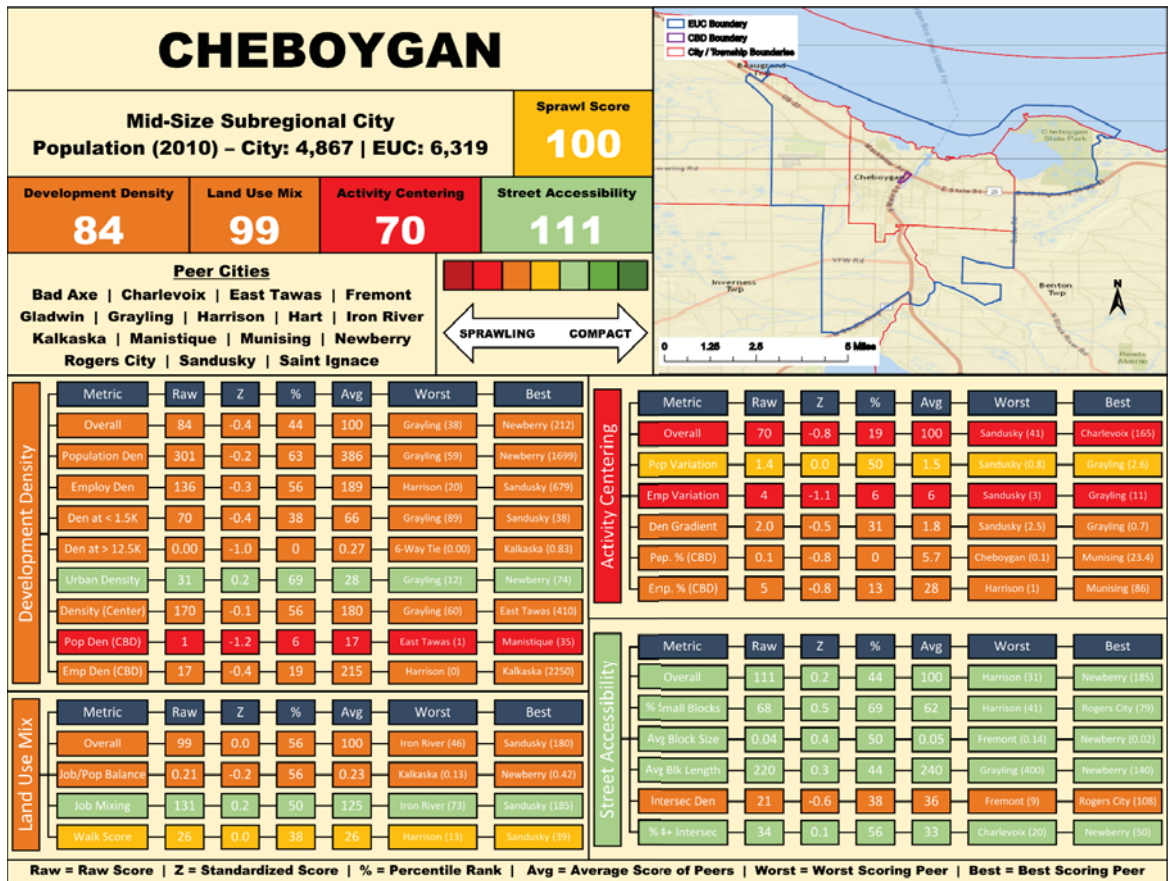 CHEBOYGAN
Mid-Size Subregional City
Population (2010) – City: 4,867 | EUC: 6,319
Sprawl Score
100
Development Density
84
Land Use Mix
99
Activity Centering
70
Street Accessibility
111
Peer Cities
Bad Axe | Charlevoix | East Tawas | Fremont
Gladwin | Grayling | Harrison | Hart | Iron River
Kalkaska | Manistique | Munising | Newberry
Rogers City | Sandusky | Saint Ignace
SPRAWLING COMPACT
EUC Boundary
CBD Boundary
City / Township Boundaries
Beaugrand
Twp
Cheboygan
State Park
Cheboygan
E State St
VFW Rd
Inverness
Twp
Benton
Twp
N
0 1.25 2.5 5 Miles
Development Density
Metric Raw Z % Avg Worst Best
Overall 84 -0.4 44 100 Grayling (38) Newberry (212)
Population Den 301 -0.2 63 386 Grayling (59) Newberry (1699)
Employ Den 136 -0.3 56 189 Harrison (20) Sandusky (679)
Den at < 1.5K 70 -0.4 38 66 Grayling (89) Sandusky (38)
Den at > 12.5K 0.00 -1.0 0 0.27 6-Way Tie (0.00) Kalkaska (0.83)
Urban Density 31 0.2 69 28 Grayling (12) Newberry (74)
Density (Center) 170 -0.1 56 180 Grayling (60) East Tawas (410)
Pop Den (CBD) 1 -1.2 6 17 East Tawas (1) Manistique (35)
Emp Den (CBD) 17 -0.4 19 215 Harrison (0) Kalkaska (2250)
Land Use Mix
Metric Raw Z % Avg Worst Best
Overall 99 0.0 56 100 Iron River (46) Sandusky (180)
Job/Pop Balance 0.21 -0.2 56 0.23 Kalkaska (0.13) Newberry (0.42)
Job Mixing 131 0.2 50 125 Iron River (73) Sandusky (185)
Walk Score 26 0.0 38 26 Harrison (13) Sandusky (39)
Activity Centering
Metric Raw Z % Avg Worst Best
Overall 70 -0.8 19 100 Sandusky (41) Charlevoix (165)
Pop Variation 1.4 0.0 50 1.5 Sandusky (0.8) Grayling (2.6)
Emp Variation 4 -1.1 6 6 Sandusky (3) Grayling (11)
Den Gradient 2.0 -0.5 31 1.8 Sandusky (2.5) Grayling (0.7)
Pop. % (CBD) 0.1 -0.8 0 5.7 Cheboygan (0.1) Munising (23.4)
Emp. % (CBD) 5 -0.8 13 28 Harrison (1) Munising (86)
Street Accessibility
Metric Raw Z % Avg Worst Best
Overall 111 0.2 44 100 Harrison (31) Newberry (185)
% Small Blocks 68 0.5 69 62 Harrison (41) Rogers City (79)
Avg Block Size 0.04 0.4 50 0.05 Fremont (0.14) Newberry (0.02)
Avg Blk Length 220 0.3 44 240 Grayling (400) Newberry (140)
Intersec Den 21 -0.6 38 36 Fremont (9) Rogers City (108)
% 4+ Intersec 34 0.1 56 33 Charlevoix (20) Newberry (50)
Raw = Raw Score | Z = Standardized Score | % = Percentile Rank | Avg = Average Score of Peers | Worst = Worst Scoring Peer | Best = Best Scoring Peer